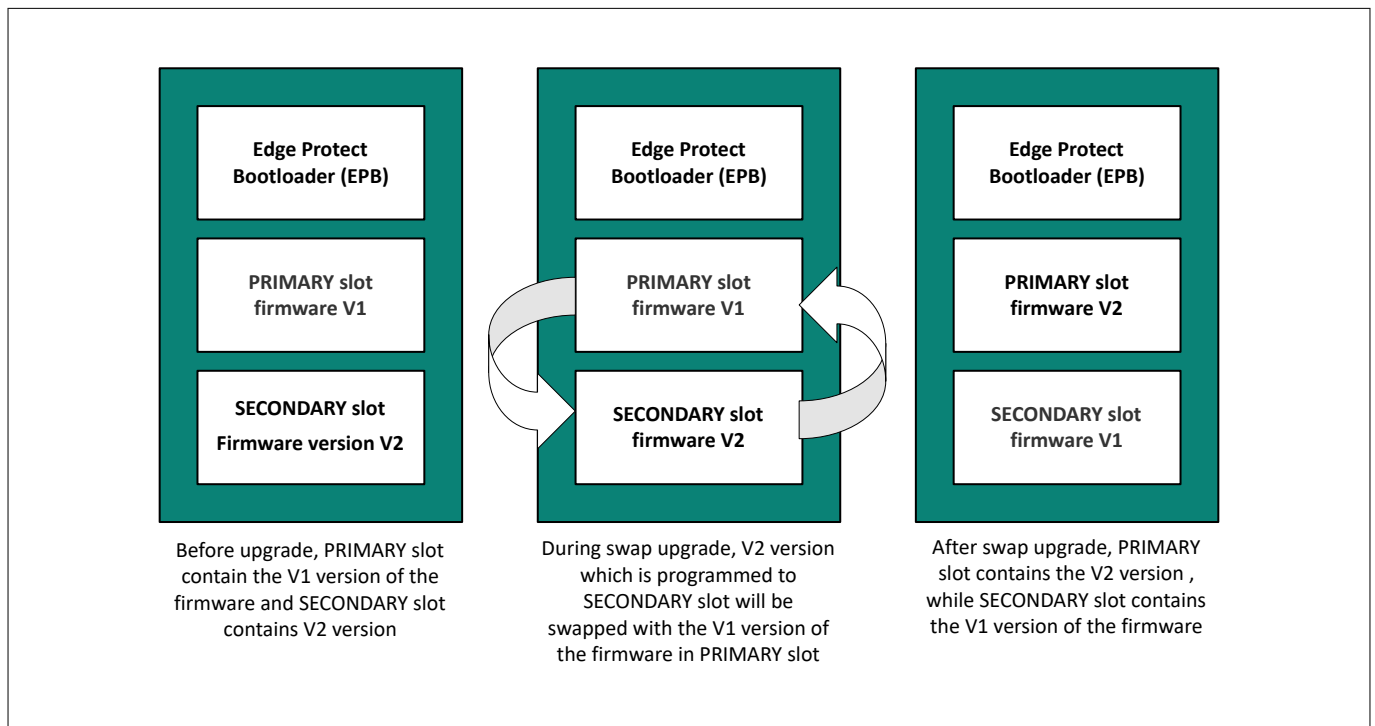 Edge Protect
Bootloader (EPB)
PRIMARY slot
firmware V1
SECONDARY slot
Firmware version V2
Before upgrade, PRIMARY slot
contain the V1 version of the
firmware and SECONDARY slot
contains V2 version
Edge Protect
Bootloader (EPB)
PRIMARY slot
firmware V1
SECONDARY slot
firmware V2
During swap upgrade, V2 version
which is programmed to
SECONDARY slot will be
swapped with the V1 version of
the firmware in PRIMARY slot
Edge Protect
Bootloader (EPB)
PRIMARY slot
firmware V2
SECONDARY slot
firmware V1
After swap upgrade, PRIMARY
slot contains the V2 version ,
while SECONDARY slot contains
the V1 version of the firmware